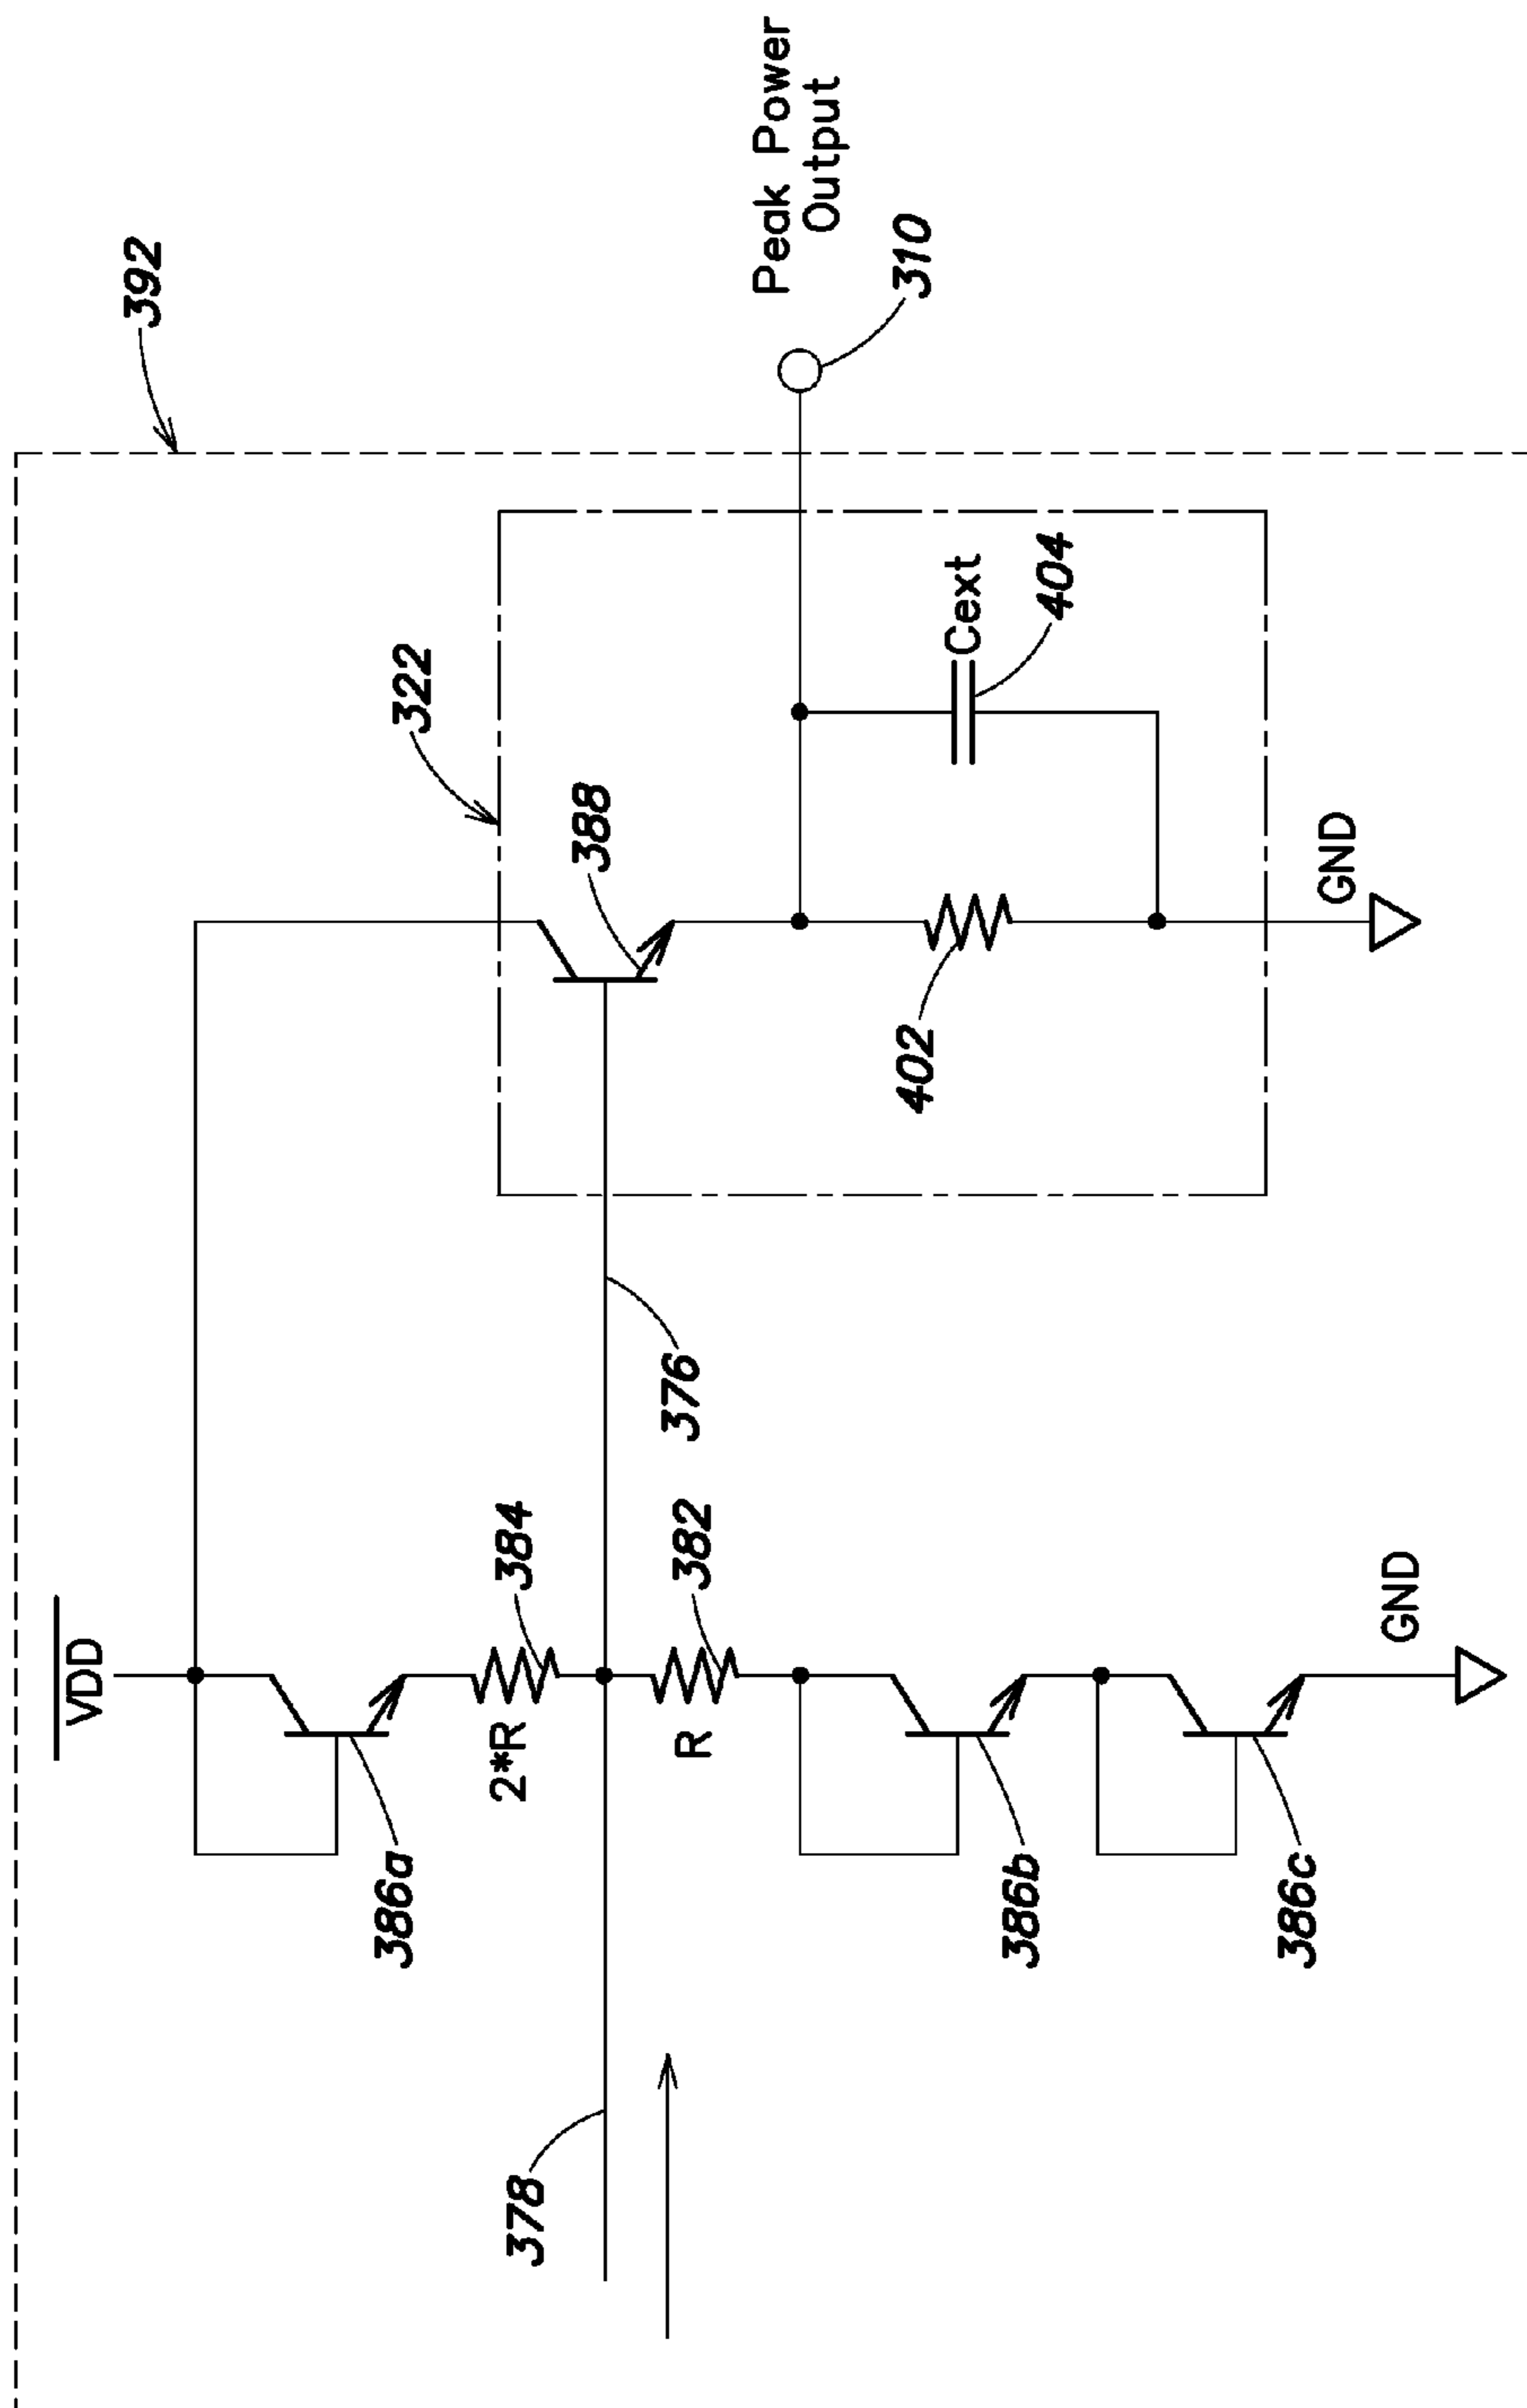 392
VDD
322
Peak Power
Output
386a
384
2*R
388
310
378
376
382
R
Cext
404
402
386b
386c
GND
GND